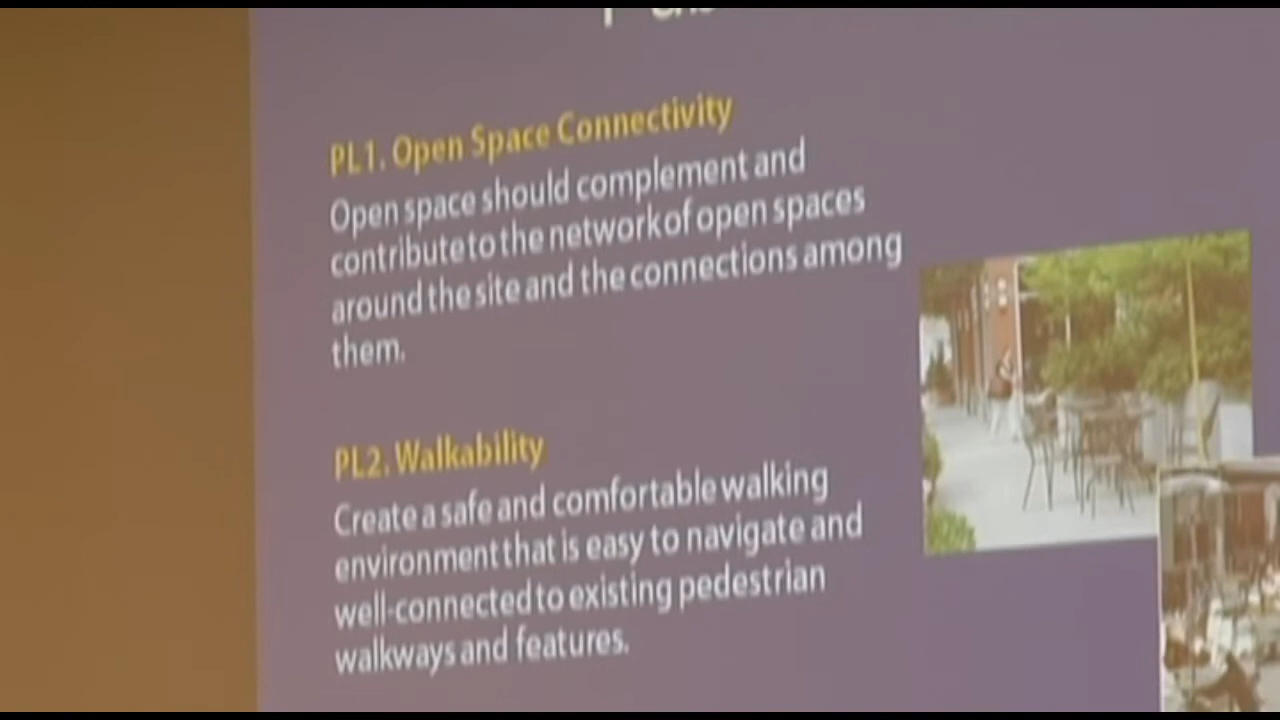 PL1. Open Space Connectivity
Open space should complement and
contribute to the network of open spaces
around the site and the connections among
them.
PL2. Walkability
Create a safe and comfortable walking
environment that is easy to navigate and
well-connected to existing pedestrian
walkways and features.